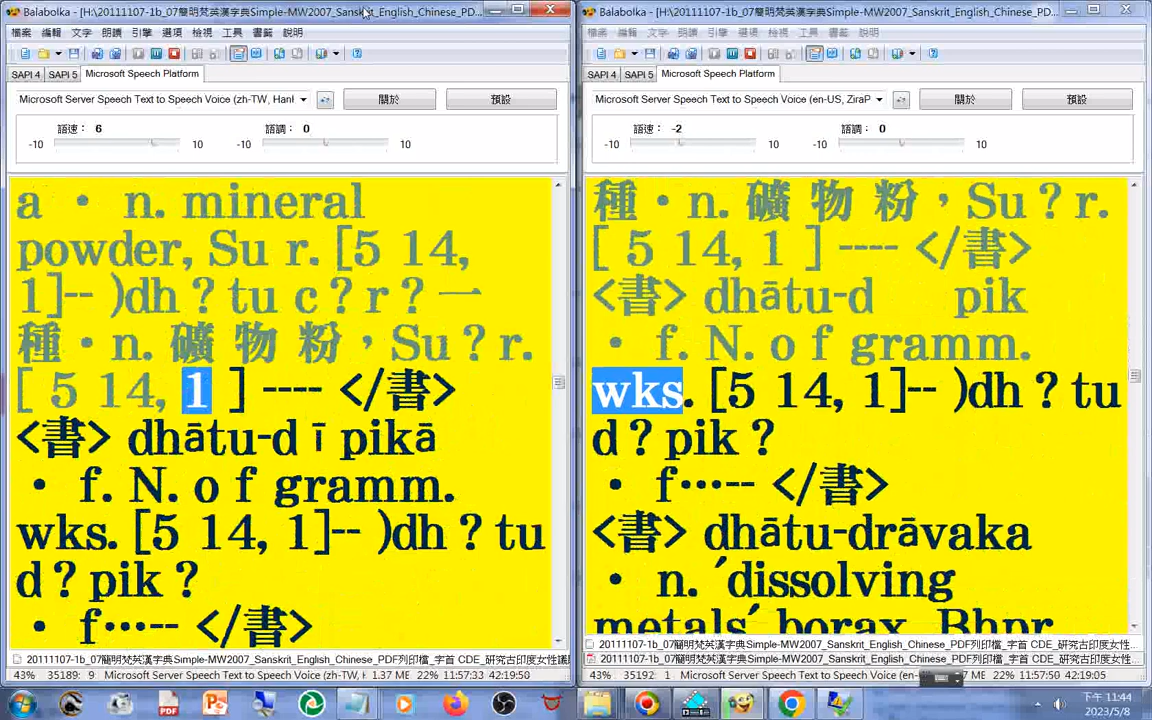 Balabolka - [H:\20111107-1b_07簡明梵英漢字典Simple-MW2007_Sanskrit_English_Chinese_PD...
檔案 編輯 文字 朗讀 引擎 選項 檢視 工具 書籤 說明
SAPI 4 SAPI 5 Microsoft Speech Platform
Microsoft Server Speech Text to Speech Voice (zh-TW, Hanl 關於 預設
語速： 6 語調： 0
-10 10 -10 10
a • n. mineral
powder, Su r. [5 14,
1]-- )dh ? tu c ? r ? 一
種・n. 礦 物 粉，Su ? r.
[ 5 14, 1 ] ---- </書>
<書> dhātu-d ī pikā
• f. N. o f gramm.
wks. [5 14, 1]-- )dh ? tu
d ? pik ?
• f…-- </書>
20111107-1b_07簡明梵英漢字典Simple-MW2007_Sanskrit_English_Chinese_PDF列印檔_字首 CDE_研究古印度女性議
43% 35189: 9 Microsoft Server Speech Text to Speech Voice (zh-TW, H 1.37 MB 22% 11:57:33 42:19:50
Balabolka - [H:\20111107-1b_07簡明梵英漢字典Simple-MW2007_Sanskrit_English_Chinese_PD...
檔案 編輯 文字 朗讀 引擎 選項 檢視 工具 書籤 說明
SAPI 4 SAPI 5 Microsoft Speech Platform
Microsoft Server Speech Text to Speech Voice (en-US, ZiraP 關於 預設
語速： -2 語調： 0
-10 10 -10 10
種・n. 礦 物 粉，Su ? r.
[ 5 14, 1 ] ---- </書>
<書> dhātu-d pik
• f. N. o f gramm.
wks. [5 14, 1]-- )dh ? tu
d ? pik ?
• f…-- </書>
<書> dhātu-drāvaka
• n. ´dissolving
metals´ borax, Bhpr
20111107-1b_07簡明梵英漢字典Simple-MW2007_Sanskrit_English_Chinese_PDF列印檔_字首 CDE_研究古印度女性
20111107-1b_07簡明梵英漢字典Simple-MW2007_Sanskrit_English_Chinese_PDF列印檔_字首 CDE_研究古印度女性
43% 35192: 1 Microsoft Server Speech Text to Speech Voice (en-US, Zira 22% 11:57:33 42:19:05
下午 11:44
2023/5/8